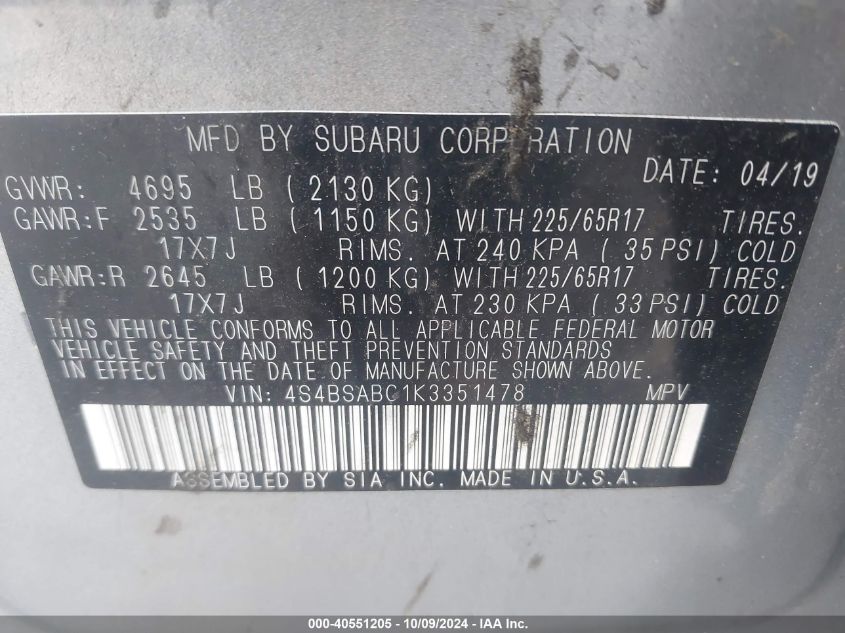 MFD BY SUBARU CORPORATION
DATE: 04/19
GVWR: 4695 LB ( 2130 KG)
GAWR:F 2535 LB ( 1150 KG) WITH 225/65R17 TIRES.
17X7J RIMS. AT 240 KPA ( 35 PSI) COLD
GAWR:R 2645 LB ( 1200 KG) WITH 225/65R17 TIRES.
17X7J RIMS. AT 230 KPA ( 33 PSI) COLD
THIS VEHICLE CONFORMS TO ALL APPLICABLE FEDERAL MOTOR
VEHICLE SAFETY AND THEFT PREVENTION STANDARDS
IN EFFECT ON THE DATE OF MANUFACTURE SHOWN ABOVE.
VIN: 4S4BSABC1K3351478 MPV
ASSEMBLED BY SIA INC. MADE IN U.S.A.
000-40551205 - 10/09/2024 - IAA Inc.